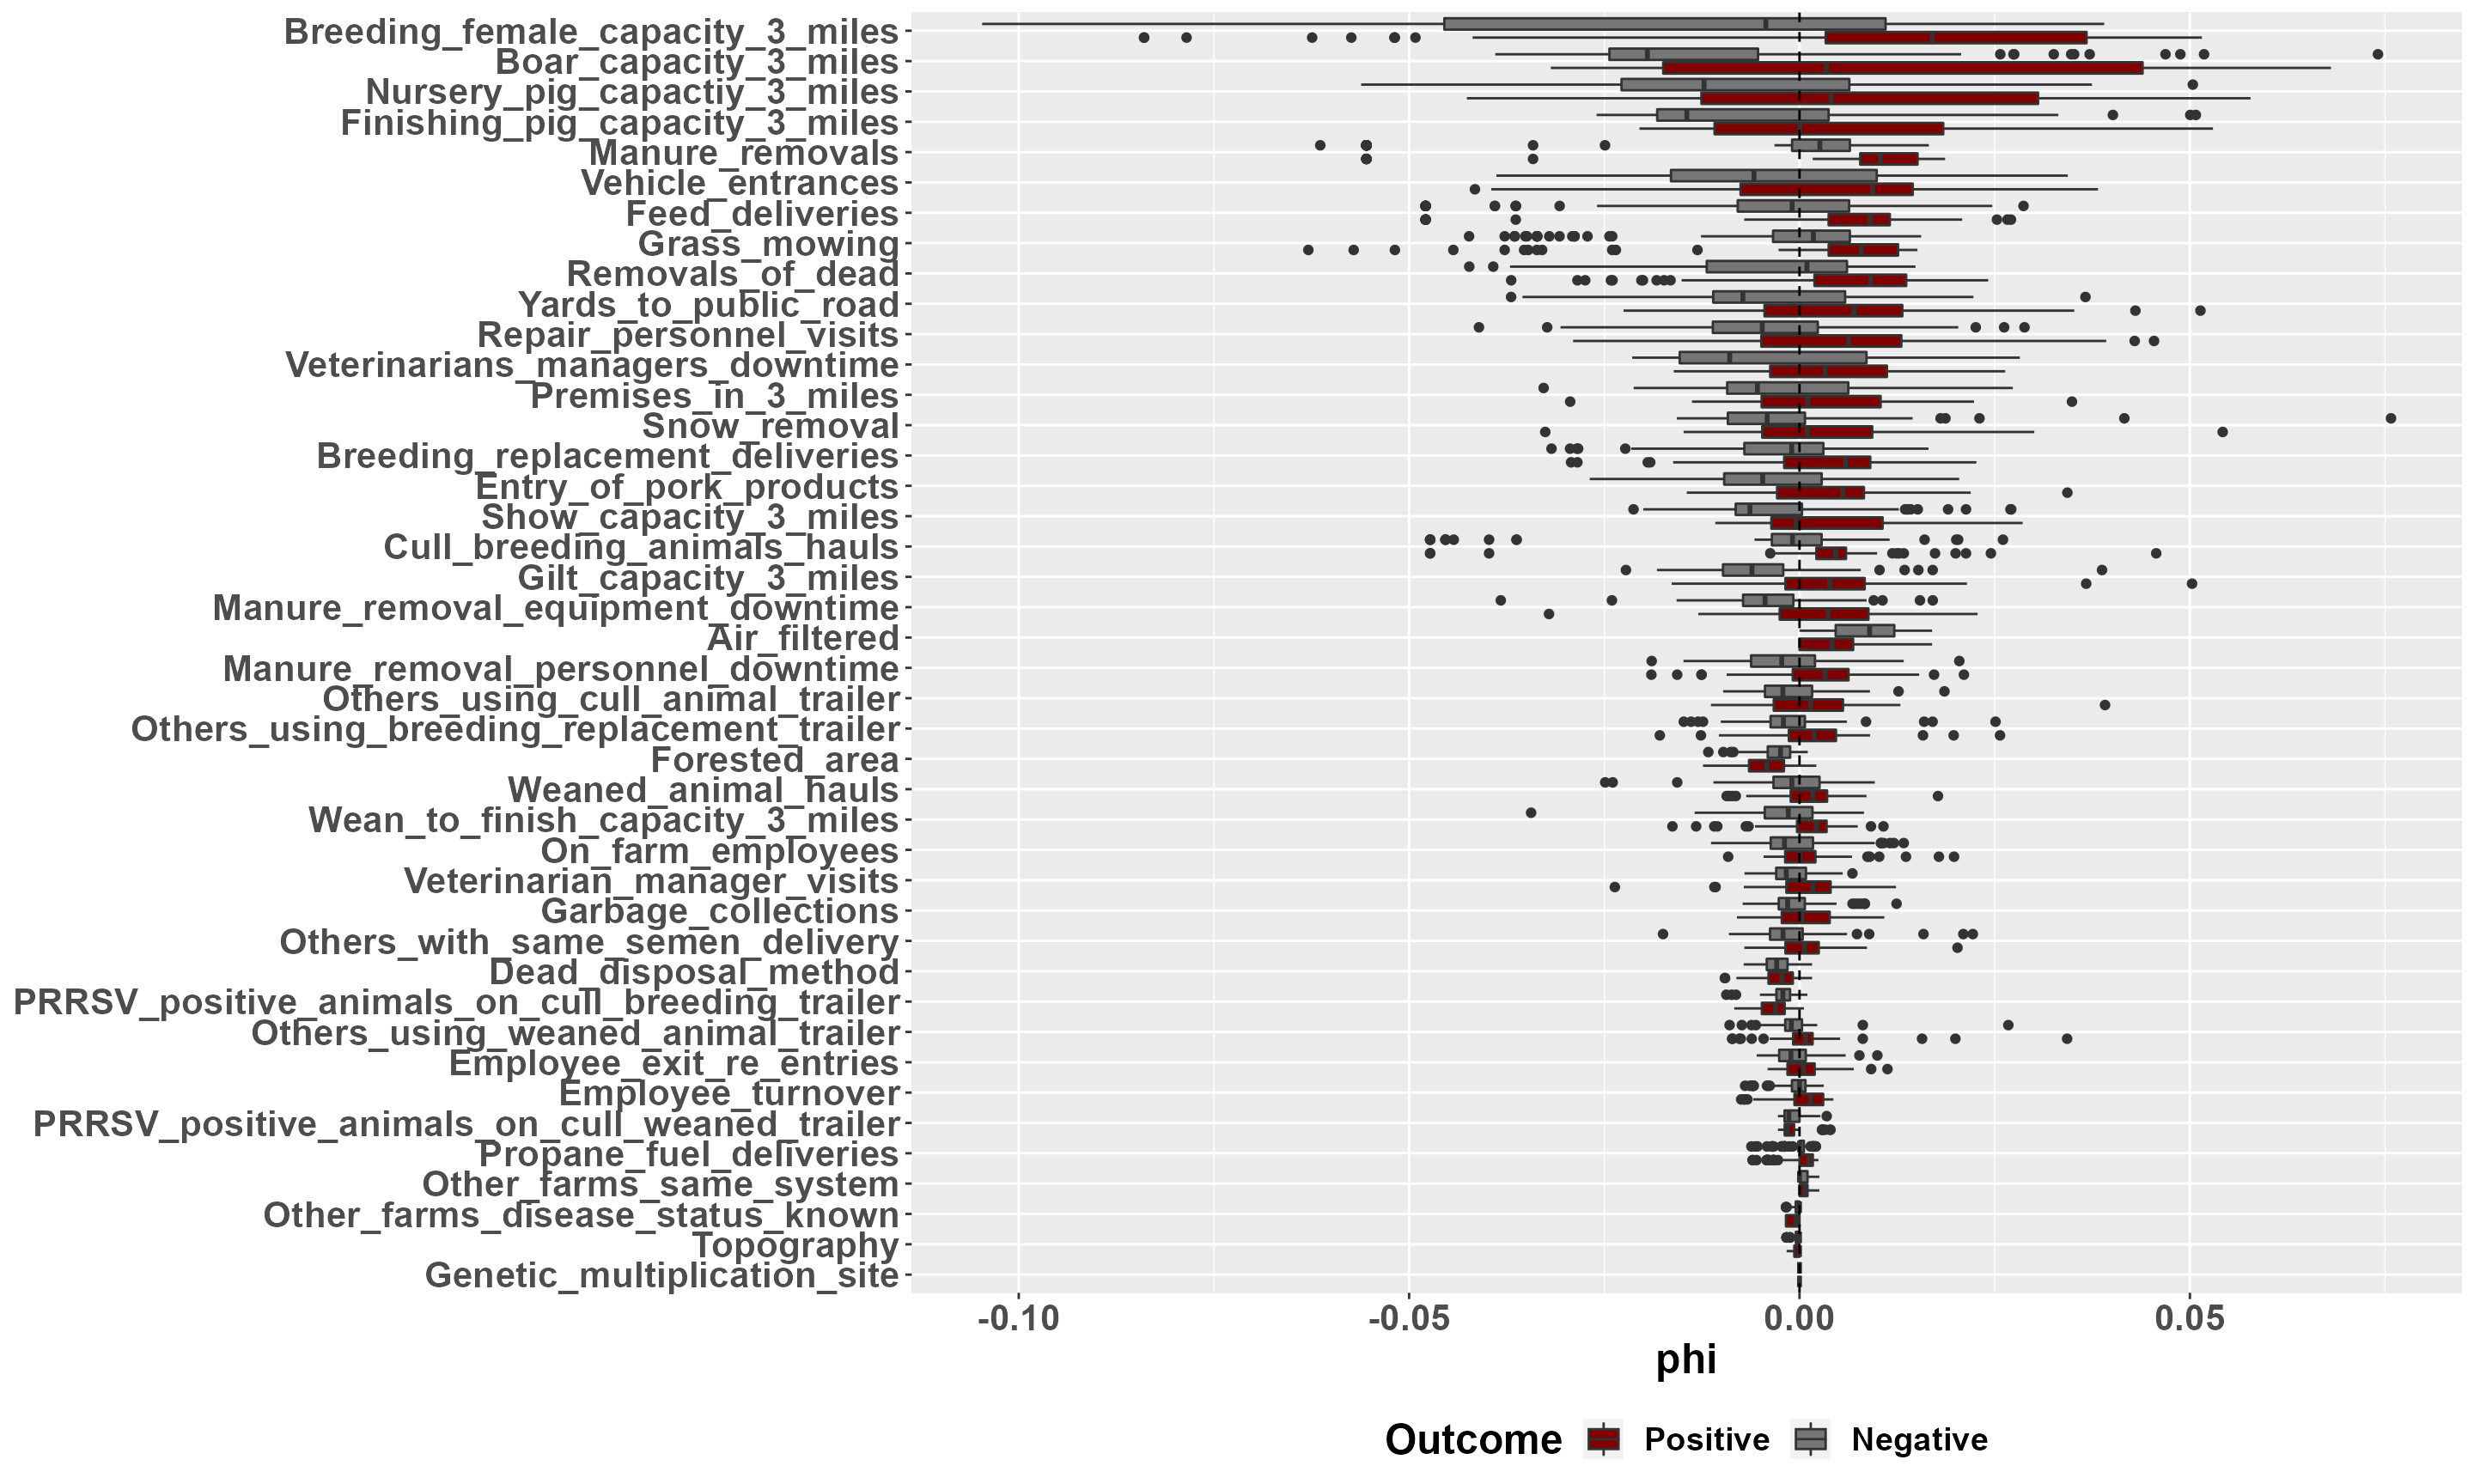 Breeding_female_capacity_3_miles
Boar_capacity_3_miles
Nursery_pig_capactiy_3_miles
Finishing_pig_capacity_3_miles
Manure_removals
Vehicle_entrances
Feed_deliveries
Grass_mowing
Removals_of_dead
Yards_to_public_road
Repair_personnel_visits
Veterinarians_managers_downtime
Premises_in_3_miles
Snow_removal
Breeding_replacement_deliveries
Entry_of_pork_products
Show_capacity_3_miles
Cull_breeding_animals_hauls
Gilt_capacity_3_miles
Manure_removal_equipment_downtime
Air_filtered
Manure_removal_personnel_downtime
Others_using_cull_animal_trailer
Others_using_breeding_replacement_trailer
Forested_area
Weaned_animal_hauls
Wean_to_finish_capacity_3_miles
On_farm_employees
Veterinarian_manager_visits
Garbage_collections
Others_with_same_semen_delivery
Dead_disposal_method
PRRSV_positive_animals_on_cull_breeding_trailer
Others_using_weaned_animal_trailer
Employee_exit_re_entries
Employee_turnover
PRRSV_positive_animals_on_cull_weaned_trailer
Propane_fuel_deliveries
Other_farms_same_system
Other_farms_disease_status_known
Topography
Genetic_multiplication_site
-0.10 -0.05 0.00 0.05
phi
Outcome Positive Negative